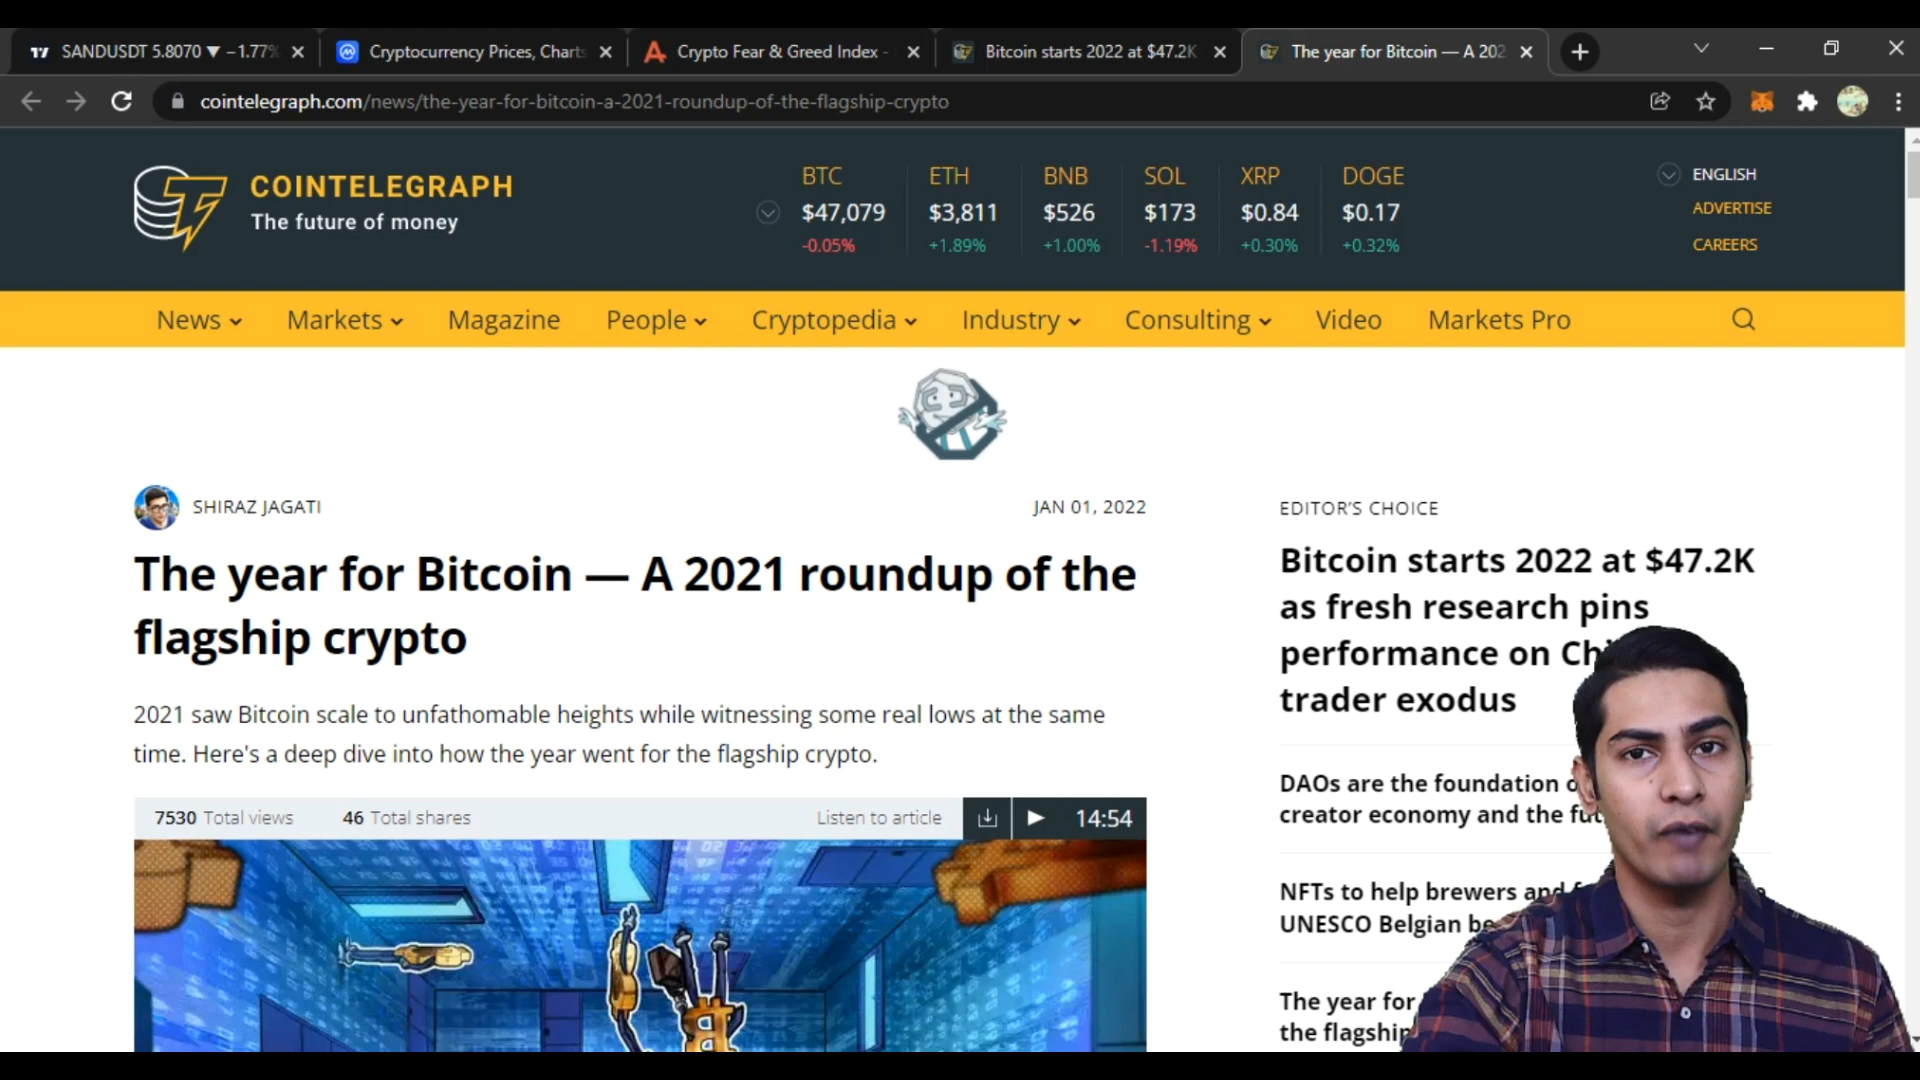 SANDUSDT 5.8070 ▼ −1.77%
Cryptocurrency Prices, Charts
Crypto Fear & Greed Index -
Bitcoin starts 2022 at $47.2K
The year for Bitcoin — A 202
cointelegraph.com/news/the-year-for-bitcoin-a-2021-roundup-of-the-flagship-crypto
COINTELEGRAPH
The future of money
BTC ETH BNB SOL XRP DOGE
$47,079 $3,811 $526 $173 $0.84 $0.17
-0.05% +1.89% +1.00% -1.19% +0.30% +0.32%
ENGLISH
ADVERTISE
CAREERS
News Markets Magazine People Cryptopedia Industry Consulting Video Markets Pro
SHIRAZ JAGATI
JAN 01, 2022
The year for Bitcoin — A 2021 roundup of the
flagship crypto
2021 saw Bitcoin scale to unfathomable heights while witnessing some real lows at the same
time. Here's a deep dive into how the year went for the flagship crypto.
7530 Total views 46 Total shares Listen to article 14:54
EDITOR'S CHOICE
Bitcoin starts 2022 at $47.2K
as fresh research pins
performance on
trader exodus
DAOs are the foundation
creator economy and the
NFTs to help brewers and
UNESCO Belgian
The year for
the flagship